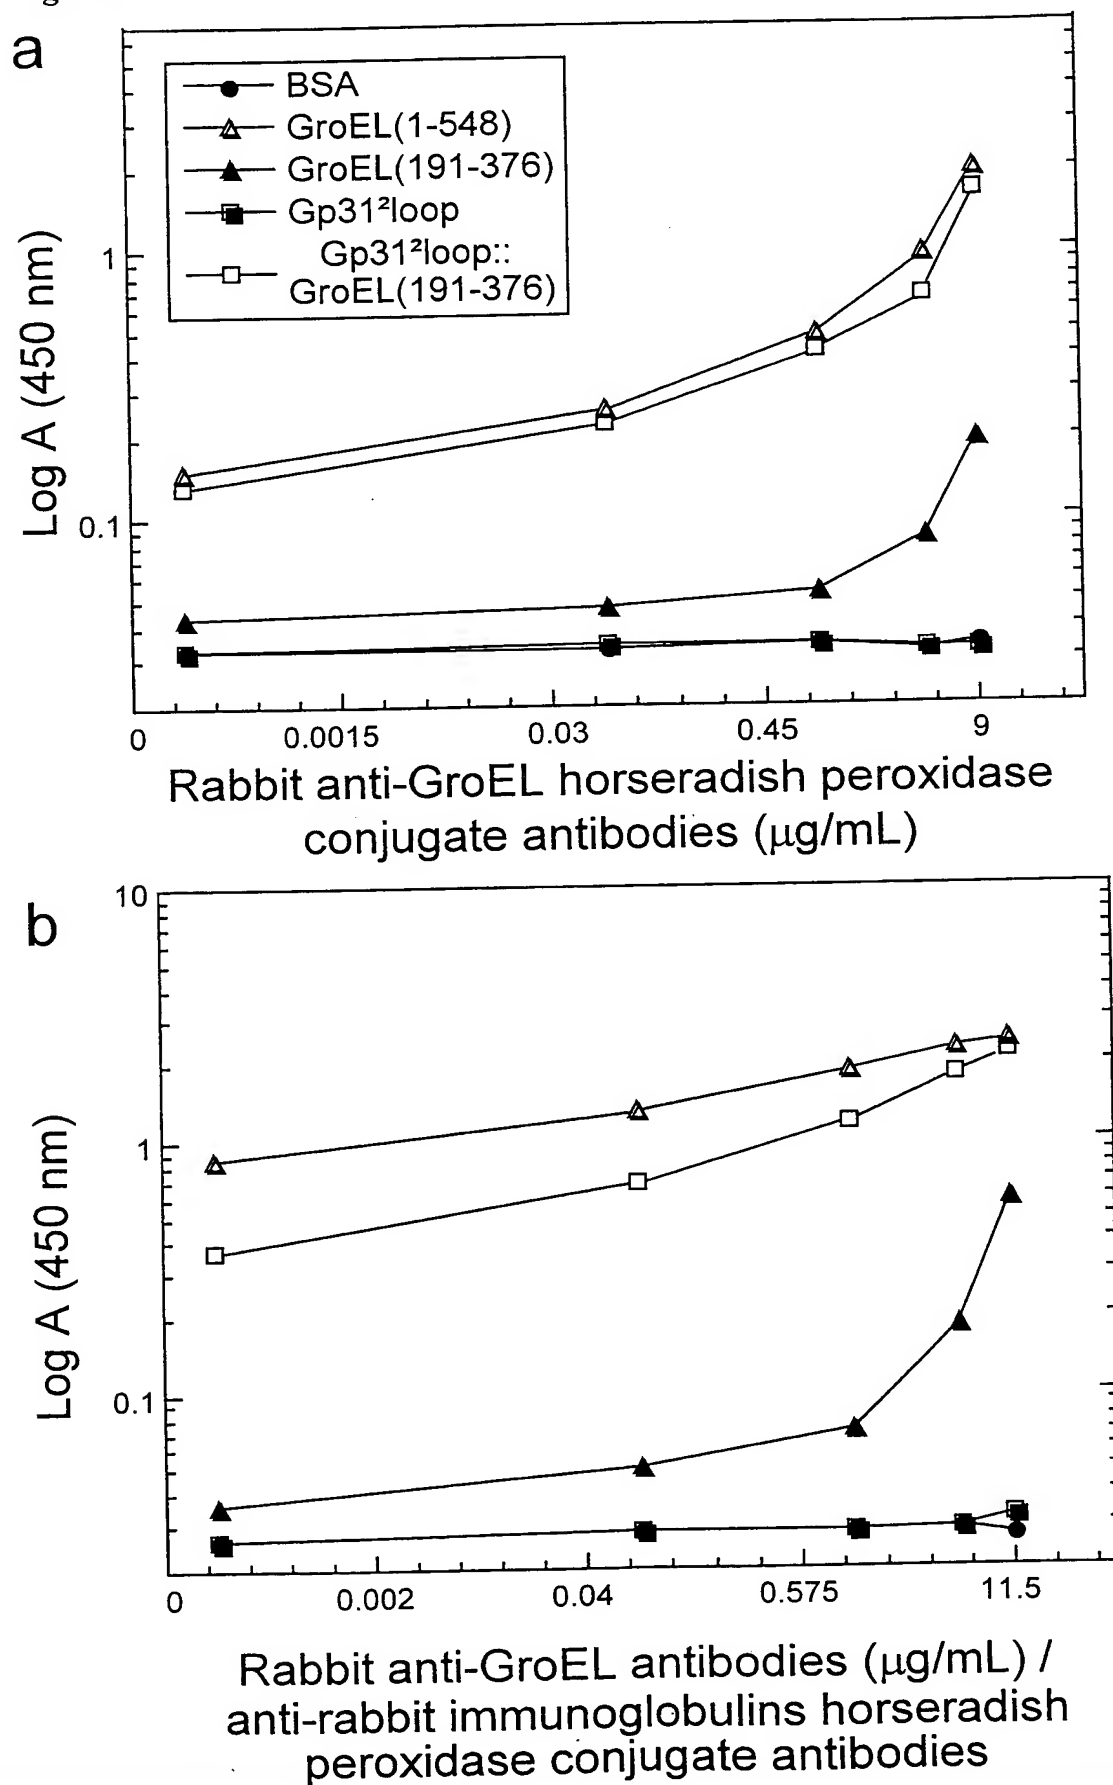 a
BSA
GroEL(1-548)
GroEL(191-376)
Gp31²loop
Gp31²loop::
GroEL(191-376)
Log A (450 nm)
1
0.1
0
0.0015
0.03
0.45
9
Rabbit anti-GroEL horseradish peroxidase
conjugate antibodies (μg/mL)
b
10
1
0.1
Log A (450 nm)
0
0.002
0.04
0.575
11.5
Rabbit anti-GroEL antibodies (μg/mL) /
anti-rabbit immunoglobulins horseradish
peroxidase conjugate antibodies